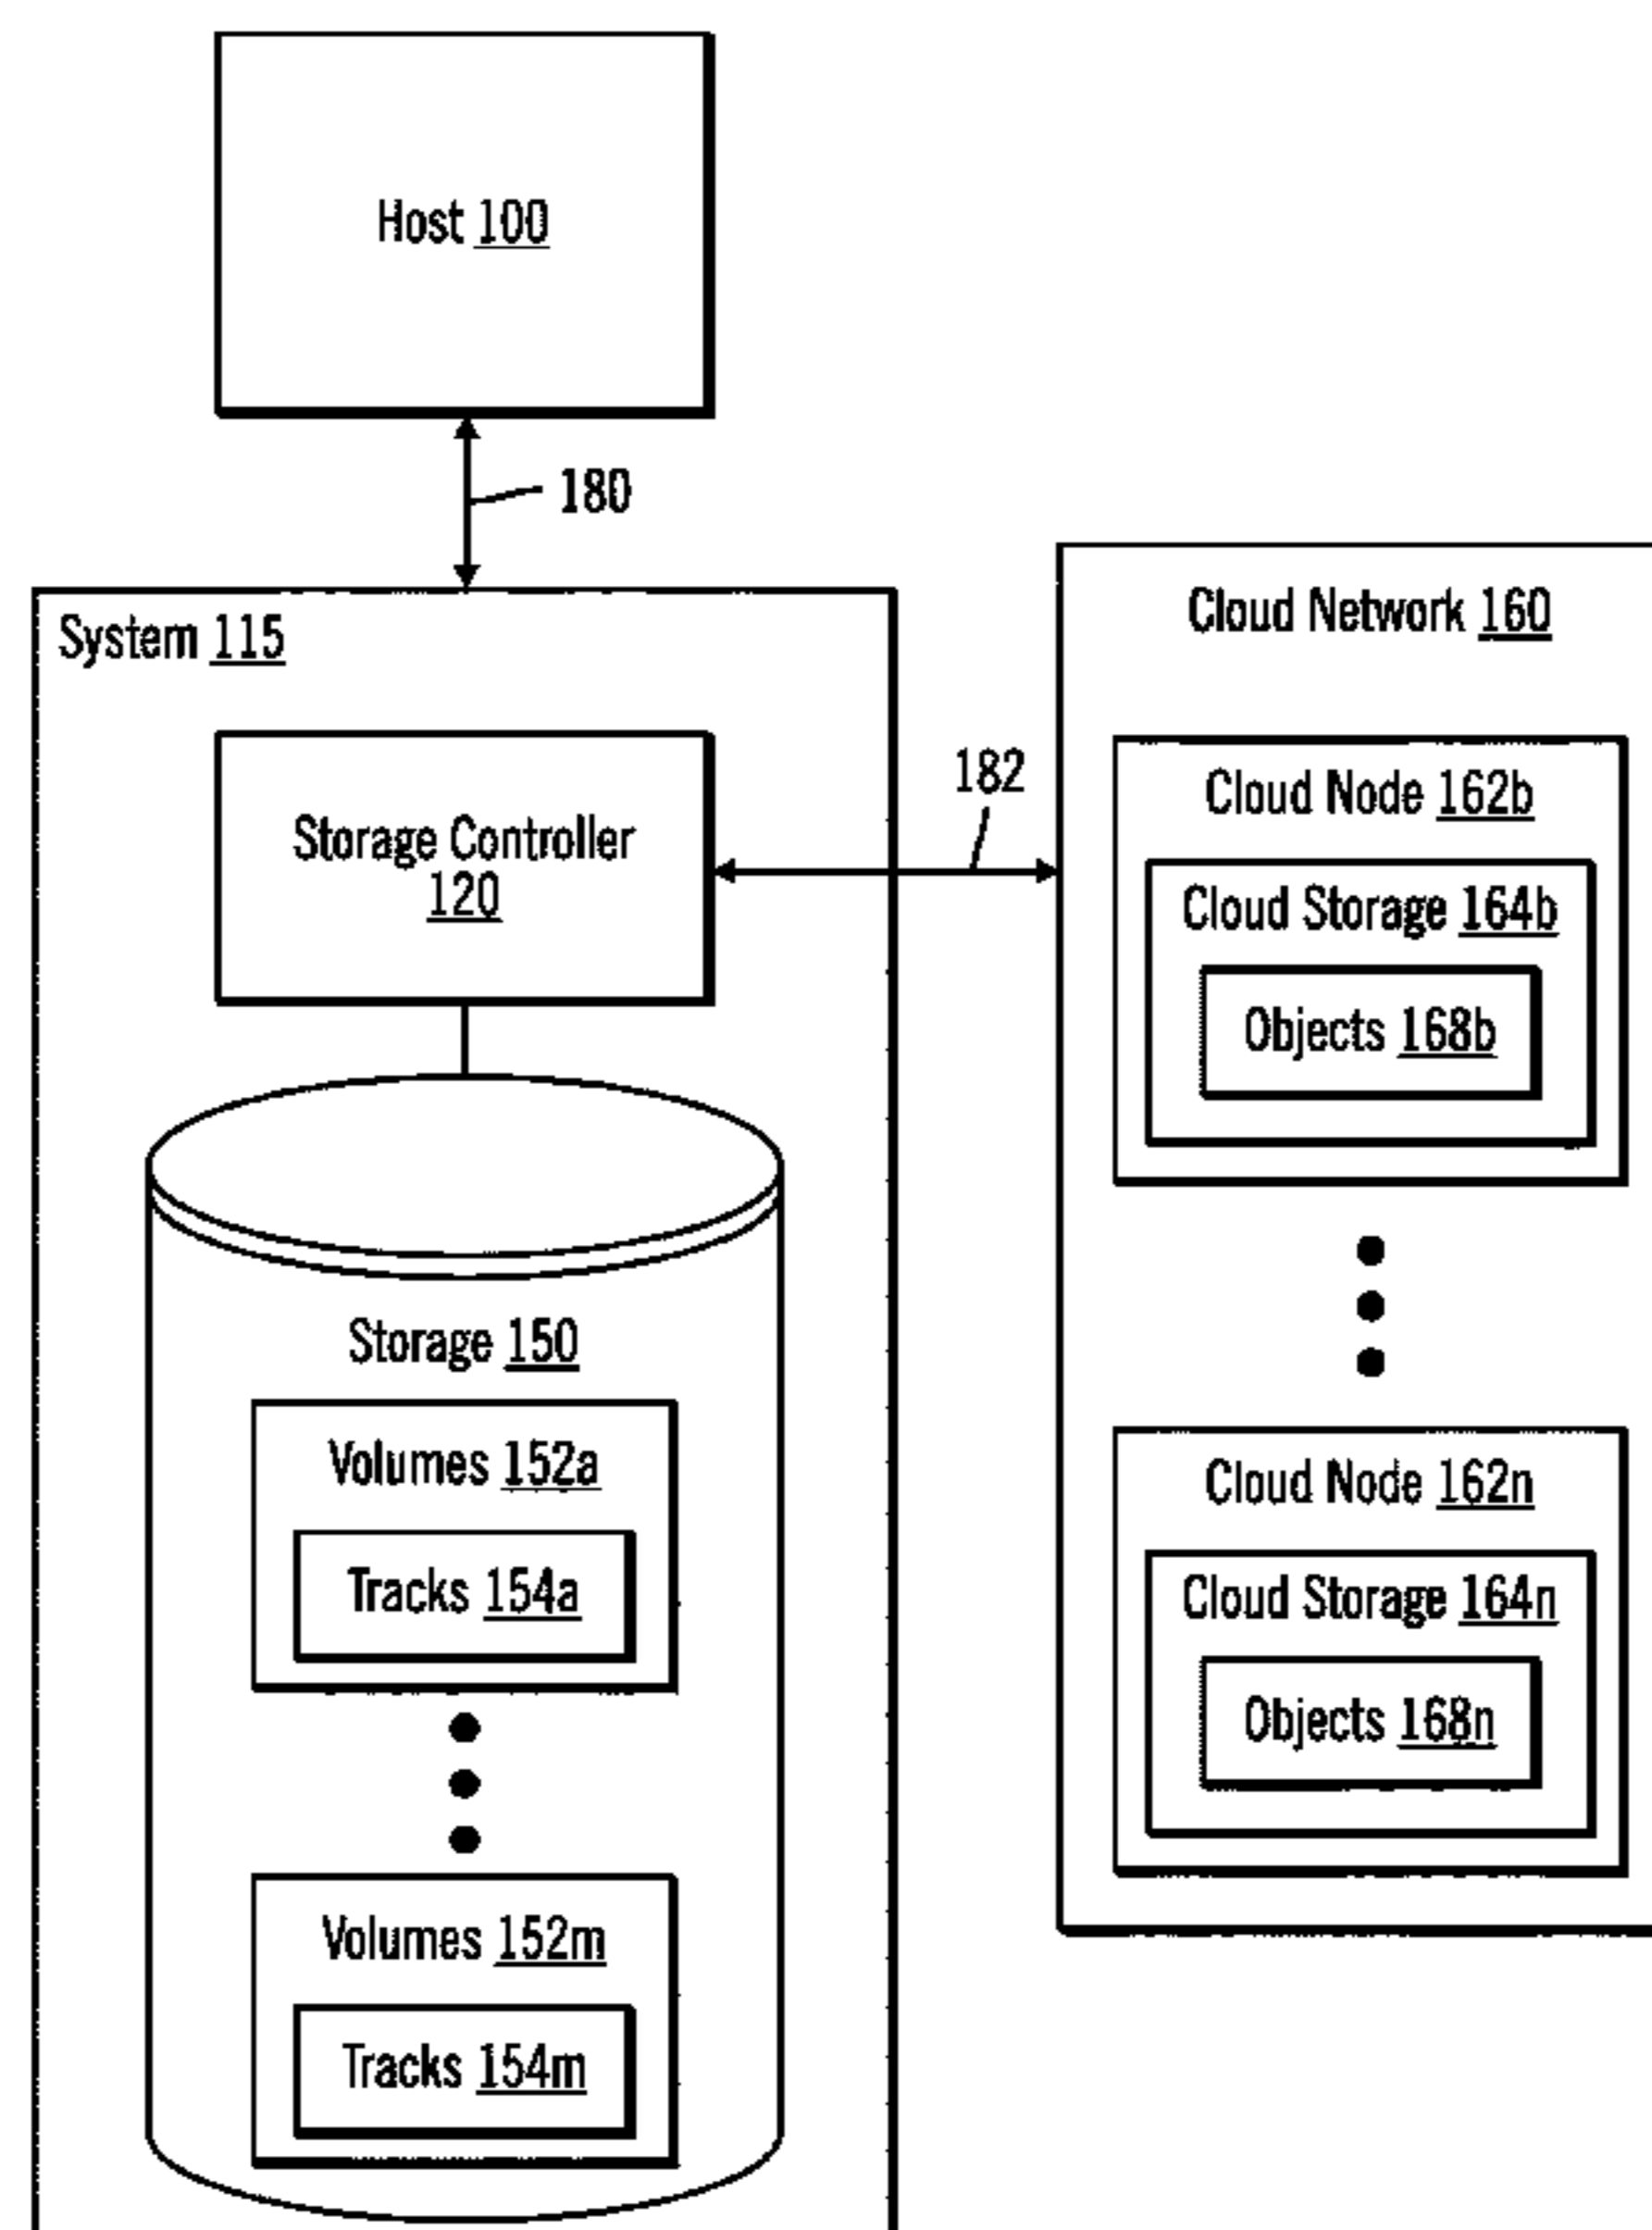 Host 100
180
System 115
Storage Controller
120
182
Storage 150
Volumes 152a
Tracks 154a
Volumes 152m
Tracks 154m
Cloud Network 160
Cloud Node 162b
Cloud Storage 164b
Objects 168b
Cloud Node 162n
Cloud Storage 164n
Objects 168n